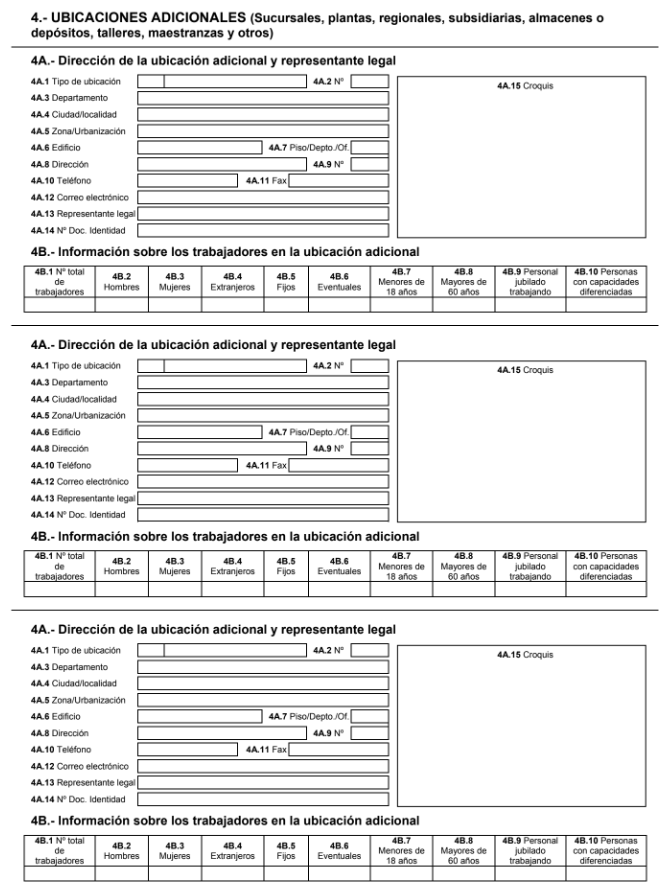 4.- UBICACIONES ADICIONALES (Sucursales, plantas, regionales, subsidiarias, almacenes o
depósitos, talleres, maestranzas y otros)
4A.- Dirección de la ubicación adicional y representante legal
4A.1 Tipo de ubicación 4A.2 Nº
4A.15 Croquis
4A.3 Departamento
4A.4 Ciudad/localidad
4A.5 Zona/Urbanización
4A.6 Edificio 4A.7 Piso/Depto./Of.
4A.8 Dirección 4A.9 Nº
4A.10 Teléfono 4A.11 Fax
4A.12 Correo electrónico
4A.13 Representante legal
4A.14 Nº Doc. Identidad
4B.- Información sobre los trabajadores en la ubicación adicional
4B.1 Nº total de trabajadores 4B.2 Hombres 4B.3 Mujeres 4B.4 Extranjeros 4B.5 Fijos 4B.6 Eventuales 4B.7 Menores de 18 años 4B.8 Mayores de 60 años 4B.9 Personal jubilado trabajando 4B.10 Personas con capacidades diferenciadas
4A.- Dirección de la ubicación adicional y representante legal
4A.1 Tipo de ubicación 4A.2 Nº
4A.15 Croquis
4A.3 Departamento
4A.4 Ciudad/localidad
4A.5 Zona/Urbanización
4A.6 Edificio 4A.7 Piso/Depto./Of.
4A.8 Dirección 4A.9 Nº
4A.10 Teléfono 4A.11 Fax
4A.12 Correo electrónico
4A.13 Representante legal
4A.14 Nº Doc. Identidad
4B.- Información sobre los trabajadores en la ubicación adicional
4B.1 Nº total de trabajadores 4B.2 Hombres 4B.3 Mujeres 4B.4 Extranjeros 4B.5 Fijos 4B.6 Eventuales 4B.7 Menores de 18 años 4B.8 Mayores de 60 años 4B.9 Personal jubilado trabajando 4B.10 Personas con capacidades diferenciadas
4A.- Dirección de la ubicación adicional y representante legal
4A.1 Tipo de ubicación 4A.2 Nº
4A.15 Croquis
4A.3 Departamento
4A.4 Ciudad/localidad
4A.5 Zona/Urbanización
4A.6 Edificio 4A.7 Piso/Depto./Of.
4A.8 Dirección 4A.9 Nº
4A.10 Teléfono 4A.11 Fax
4A.12 Correo electrónico
4A.13 Representante legal
4A.14 Nº Doc. Identidad
4B.- Información sobre los trabajadores en la ubicación adicional
4B.1 Nº total de trabajadores 4B.2 Hombres 4B.3 Mujeres 4B.4 Extranjeros 4B.5 Fijos 4B.6 Eventuales 4B.7 Menores de 18 años 4B.8 Mayores de 60 años 4B.9 Personal jubilado trabajando 4B.10 Personas con capacidades diferenciadas